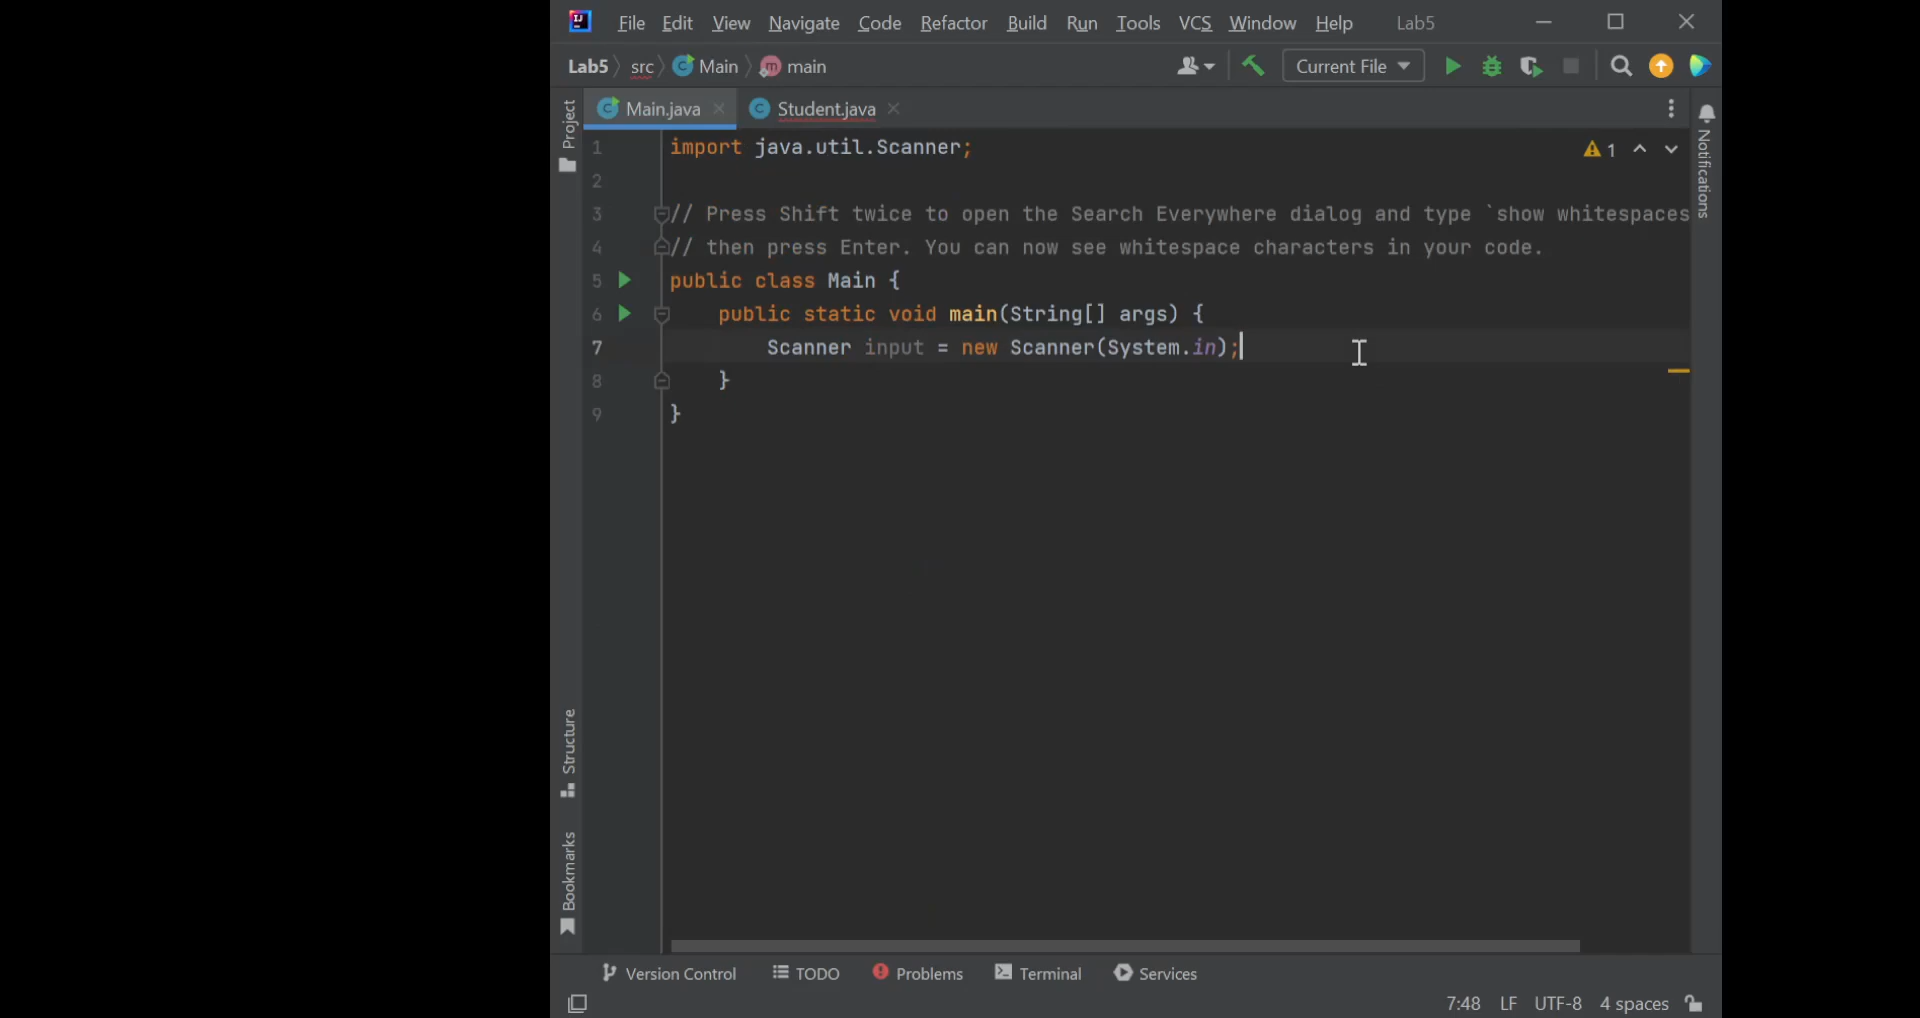 File Edit View Navigate Code Refactor Build Run Tools VCS Window Help Lab5
Lab5 src Main main Current File
Project
Main.java Student.java
1 import java.util.Scanner; 1
2
3 // Press Shift twice to open the Search Everywhere dialog and type `show whitespaces
4 // then press Enter. You can now see whitespace characters in your code.
5 public class Main {
6 public static void main(String[] args) {
7 Scanner input = new Scanner(System.in);
8 }
9 }
Notifications
Structure
Bookmarks
Version Control TODO Problems Terminal Services
7:48 LF UTF-8 4 spaces